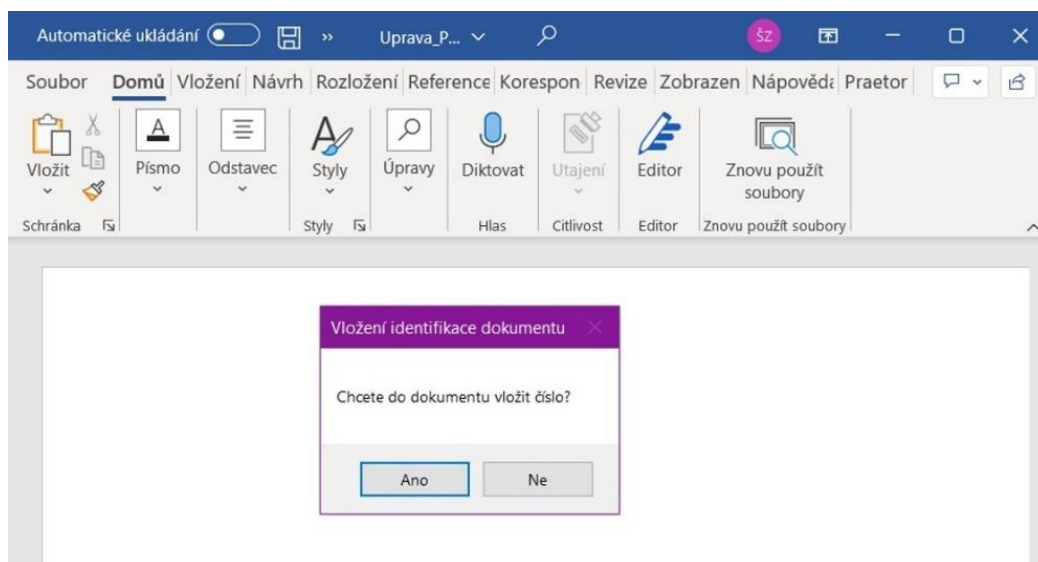 Automatické ukládání » Uprava_P... ŠZ
Soubor Domů Vložení Návrh Rozložení Reference Korespon Revize Zobrazen Nápověda Praetor
Vložit Písmo Odstavec Styly Úpravy Diktovat Utajení Editor Znovu použít
soubory
Schránka Styly Hlas Citlivost Editor Znovu použít soubory
Vložení identifikace dokumentu
Chcete do dokumentu vložit číslo?
Ano Ne